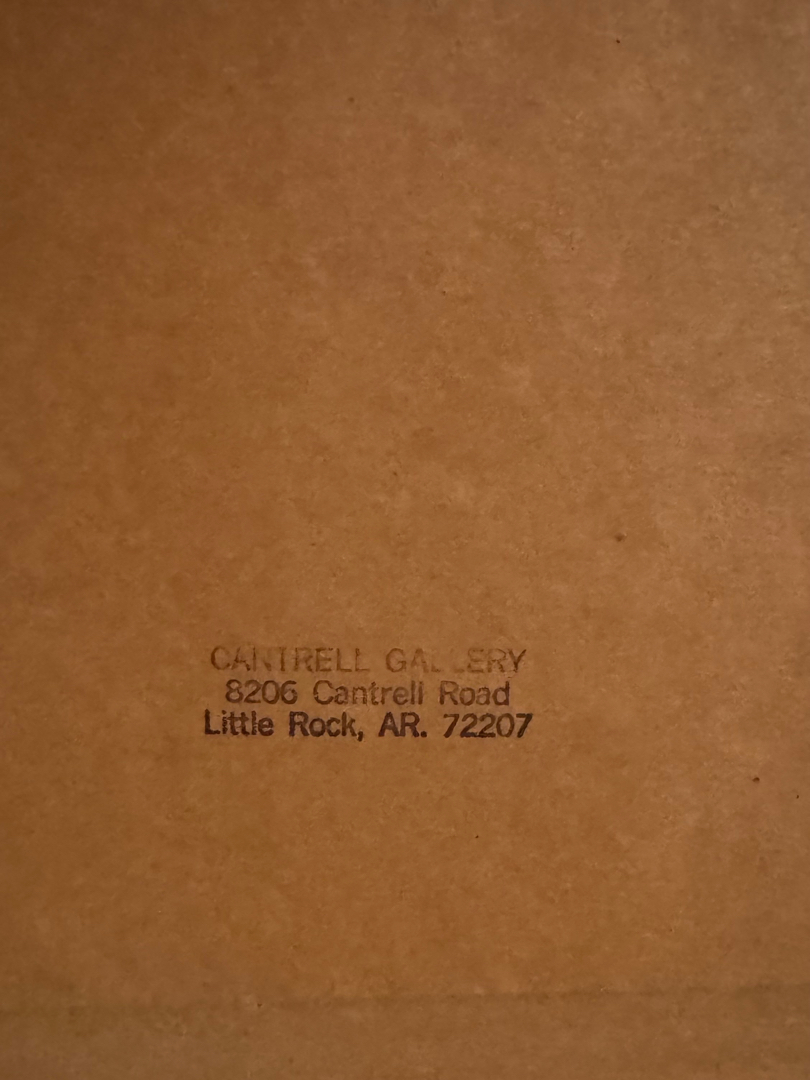 CANTRELL GALLERY
8206 Cantrell Road
Little Rock, AR. 72207